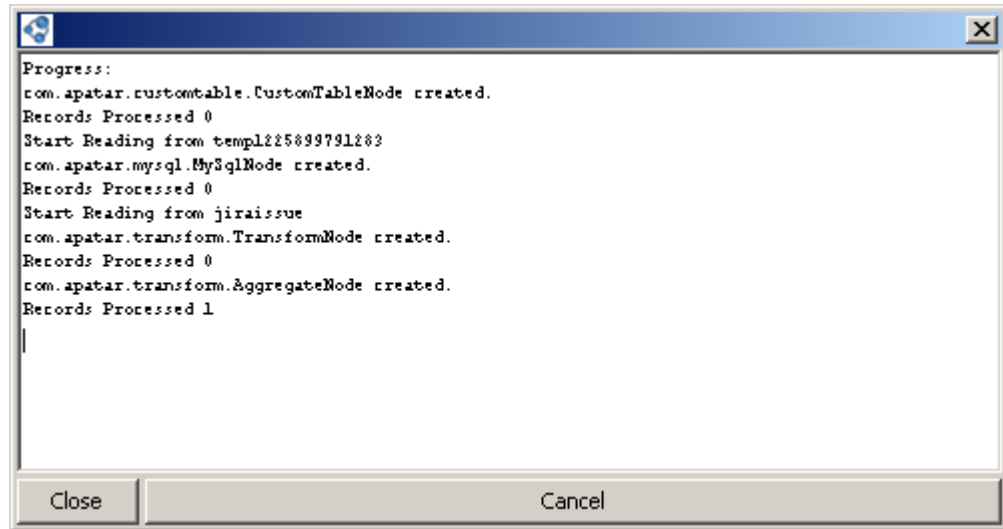 Progress:
com.apatar.customtable.CustomTableNode created.
Records Processed 0
Start Reading from temp1225899791283
com.apatar.mysql.MySqlNode created.
Records Processed 0
Start Reading from jiraissue
com.apatar.transform.TransformNode created.
Records Processed 0
com.apatar.transform.AggregateNode created.
Records Processed 1
Close
Cancel